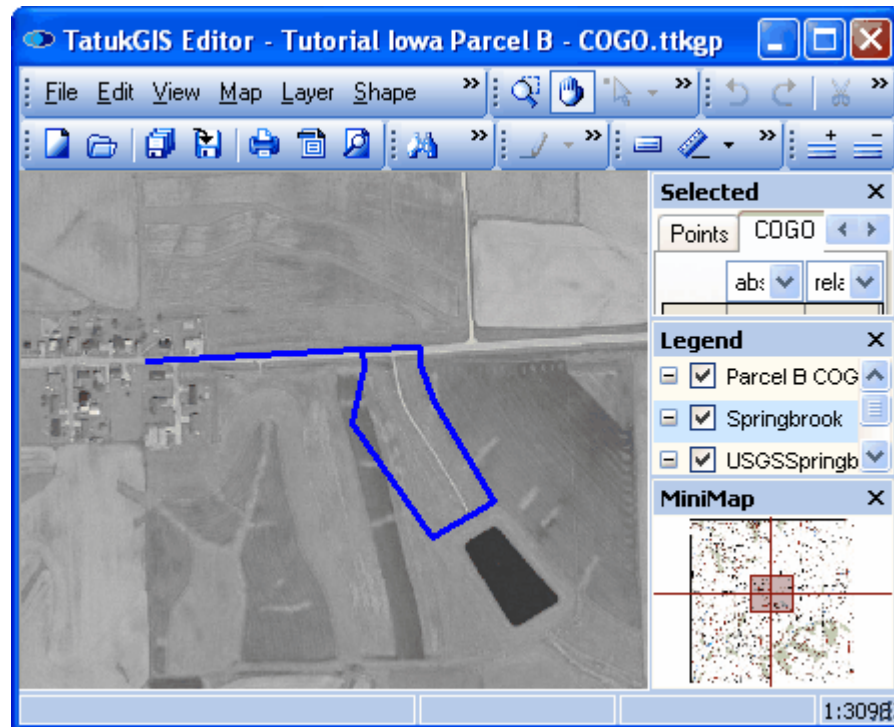 TatukGIS Editor - Tutorial Iowa Parcel B - COGO.ttkgp
File Edit View Map Layer Shape
Selected
Points COGO
abs rela
Legend
Parcel B COG
Springbrook
USGSSpringb
MiniMap
1:3098